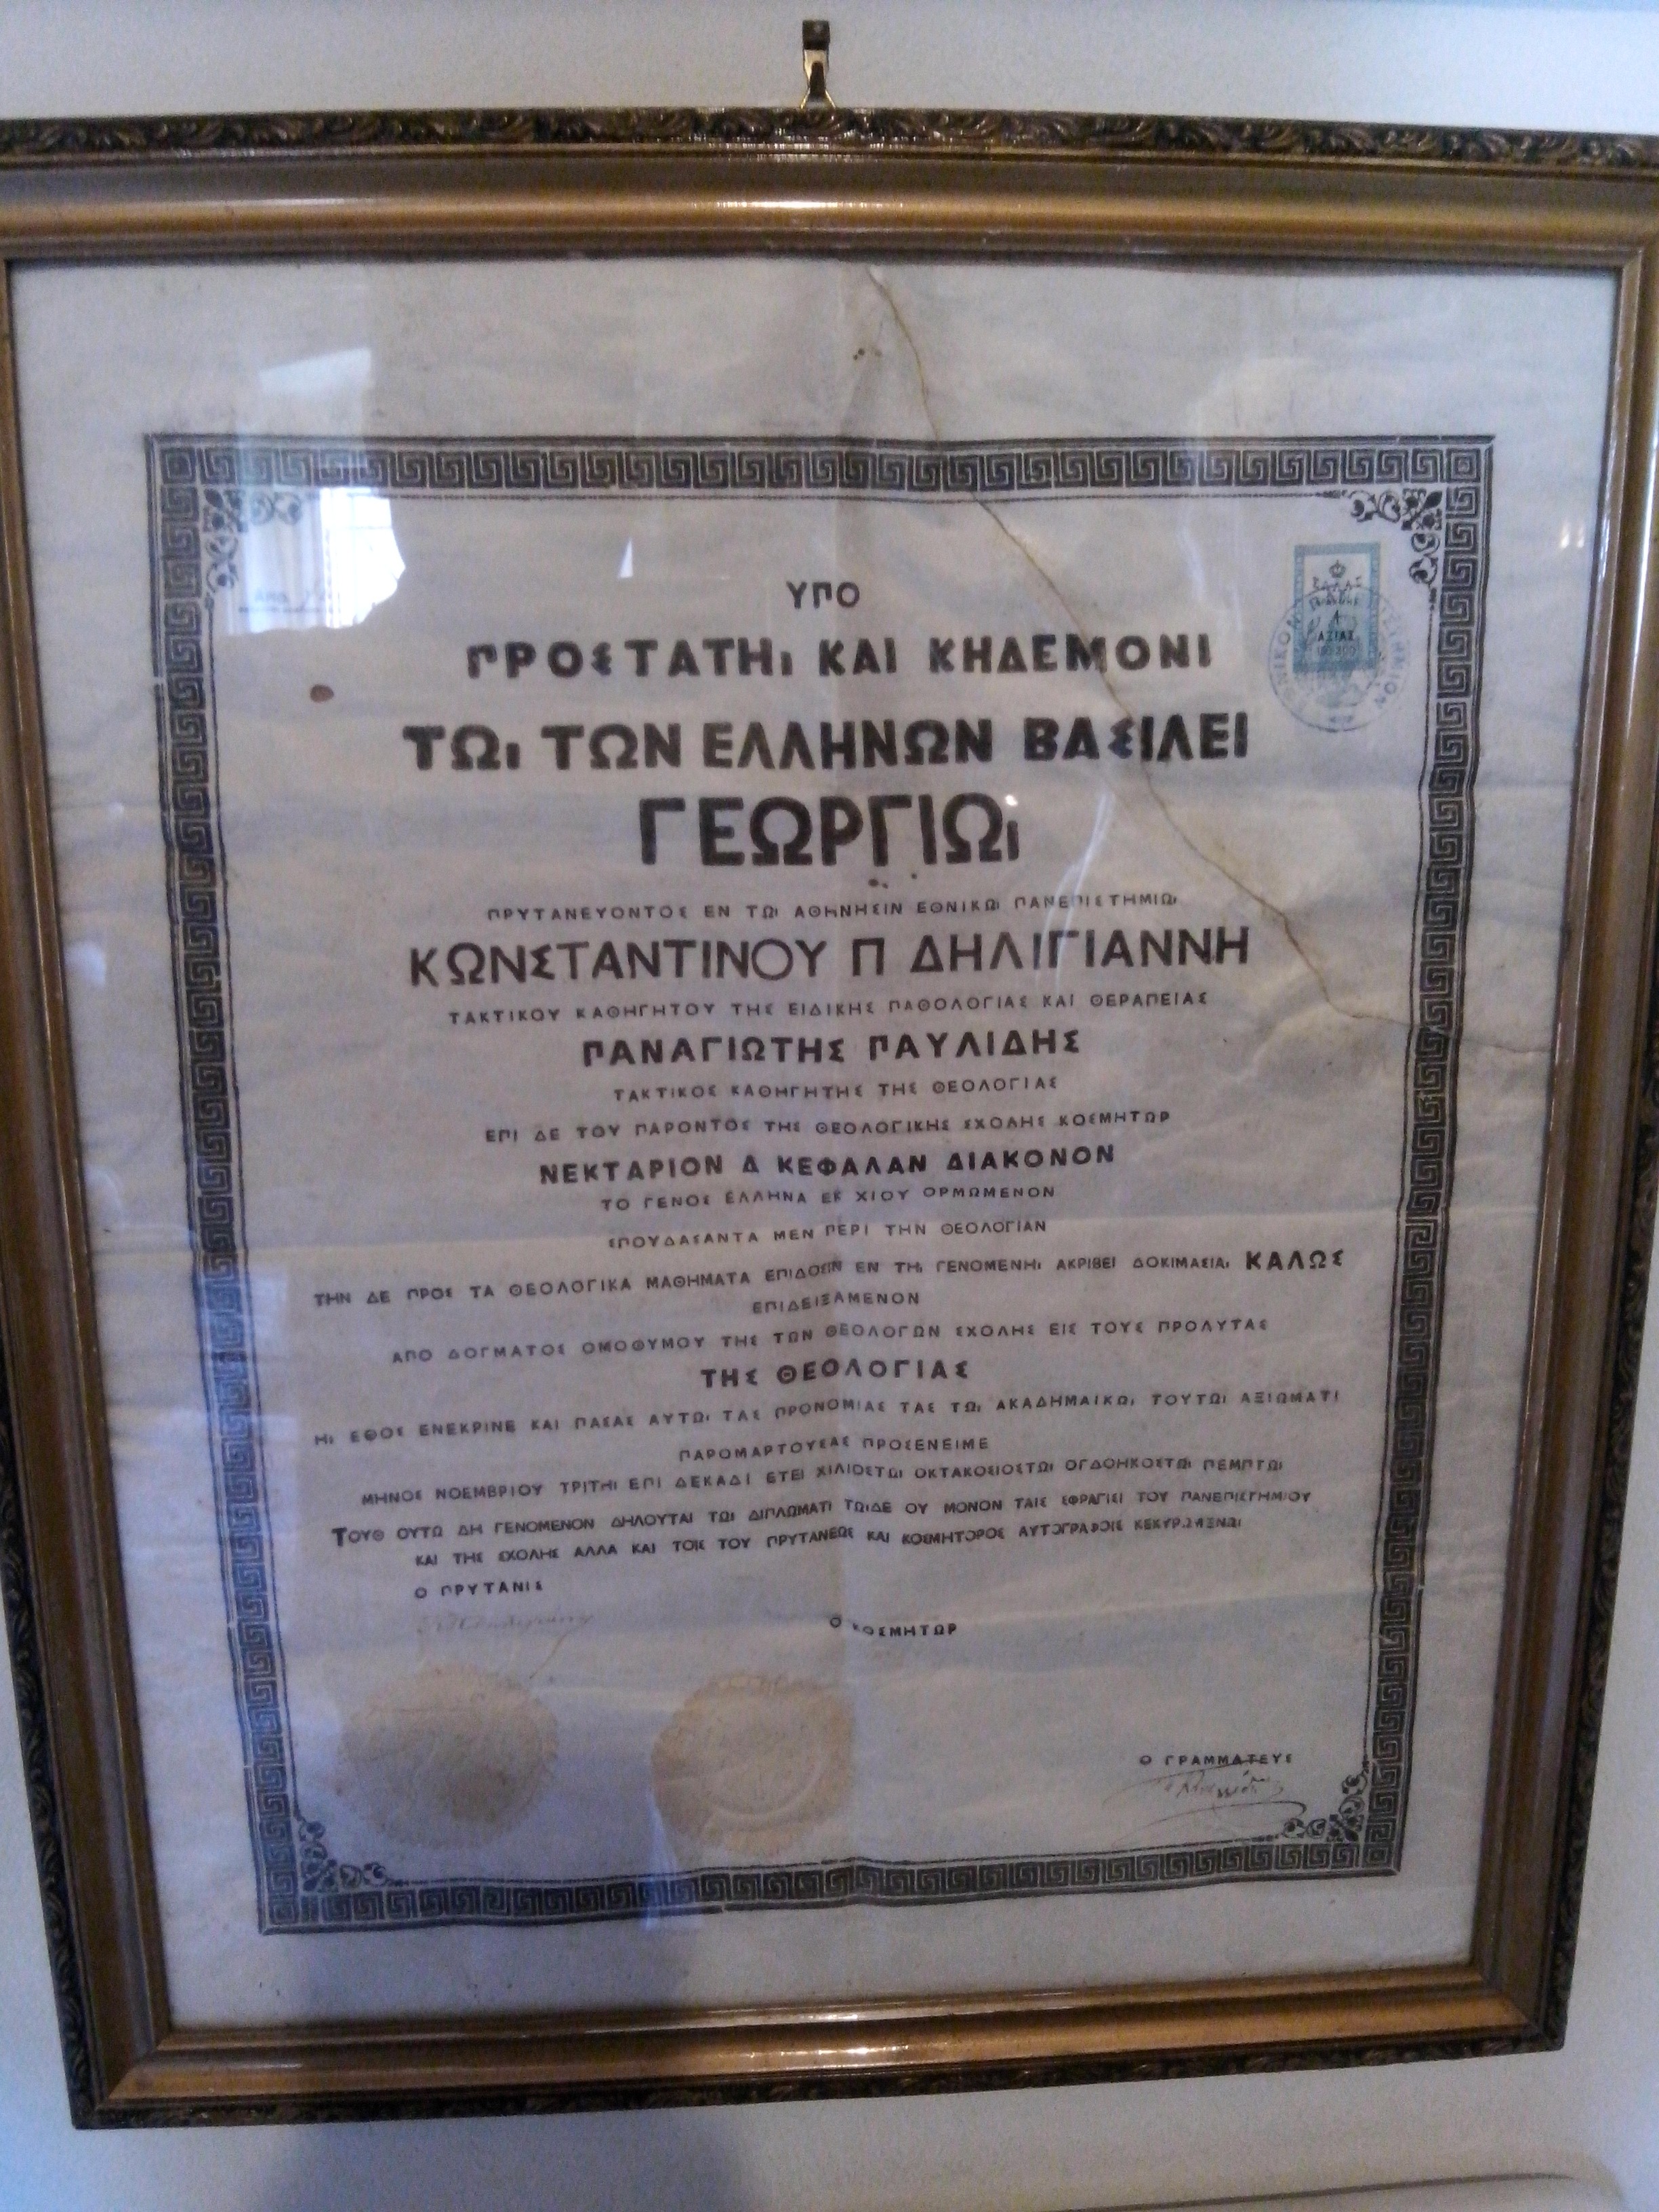 ΥΠΟ
ΠΡΟΣΤΑΤΗι ΚΑΙ ΚΗΔΕΜΟΝΙ
ΤΩι ΤΩΝ ΕΛΛΗΝΩΝ ΒΑΣΙΛΕΙ
ΓΕΩΡΓΙΩι
ΠΡΥΤΑΝΕΥΟΝΤΟΣ ΕΝ ΤΩι ΑΘΗΝΗΣΙΝ ΕΘΝΙΚΩι ΠΑΝΕΠΙΣΤΗΜΙΩι
ΚΩΝΣΤΑΝΤΙΝΟΥ Π ΔΗΛΙΓΙΑΝΝΗ
ΤΑΚΤΙΚΟΥ ΚΑΘΗΓΗΤΟΥ ΤΗΣ ΕΙΔΙΚΗΣ ΠΑΘΟΛΟΓΙΑΣ ΚΑΙ ΘΕΡΑΠΕΙΑΣ
ΠΑΝΑΓΙΩΤΗΣ ΠΑΥΛΙΔΗΣ
ΤΑΚΤΙΚΟΣ ΚΑΘΗΓΗΤΗΣ ΤΗΣ ΘΕΟΛΟΓΙΑΣ
ΕΠΙ ΔΕ ΤΟΥ ΠΑΡΟΝΤΟΣ ΤΗΣ ΘΕΟΛΟΓΙΚΗΣ ΣΧΟΛΗΣ ΚΟΣΜΗΤΩΡ
ΝΕΚΤΑΡΙΟΝ Δ ΚΕΦΑΛΑΝ ΔΙΑΚΟΝΟΝ
ΤΟ ΓΕΝΟΣ ΕΛΛΗΝΑ ΕΚ ΧΙΟΥ ΟΡΜΩΜΕΝΟΝ
ΣΠΟΥΔΑΣΑΝΤΑ ΜΕΝ ΠΕΡΙ ΤΗΝ ΘΕΟΛΟΓΙΑΝ
ΤΗΝ ΔΕ ΠΡΟΣ ΤΑ ΘΕΟΛΟΓΙΚΑ ΜΑΘΗΜΑΤΑ ΕΠΙΔΟΣΙΝ ΕΝ ΤΗι ΓΕΝΟΜΕΝΗι ΑΚΡΙΒΕΙ ΔΟΚΙΜΑΣΙΑι ΚΑΛΩΣ
ΕΠΙΔΕΙΞΑΜΕΝΟΝ
ΑΠΟ ΔΟΓΜΑΤΟΣ ΟΜΟΘΥΜΟΥ ΤΗΣ ΤΩΝ ΘΕΟΛΟΓΩΝ ΣΧΟΛΗΣ ΕΙΣ ΤΟΥΣ ΠΡΟΛΥΤΑΣ
ΤΗΣ ΘΕΟΛΟΓΙΑΣ
Ηι ΕΘΟΣ ΕΝΕΚΡΙΝΕ ΚΑΙ ΠΑΣΑΣ ΑΥΤΩι ΤΑΣ ΠΡΟΝΟΜΙΑΣ ΤΑΣ ΤΩι ΑΚΑΔΗΜΑΙΚΩι ΤΟΥΤΩι ΑΞΙΩΜΑΤΙ
ΠΑΡΟΜΑΡΤΟΥΣΑΣ ΠΡΟΣΕΝΕΙΜΕ
ΜΗΝΟΣ ΝΟΕΜΒΡΙΟΥ ΤΡΙΤΗι ΕΠΙ ΔΕΚΑΔΙ ΕΤΕΙ ΧΙΛΙΟΣΤΩι ΟΚΤΑΚΟΣΙΟΣΤΩι ΟΓΔΟΗΚΟΣΤΩι ΠΕΜΠΤΩι
ΤΟΥΘ ΟΥΤΩ ΔΗ ΓΕΝΟΜΕΝΟΝ ΔΗΛΟΥΤΑΙ ΤΩι ΔΙΠΛΩΜΑΤΙ ΤΩιΔΕ ΟΥ ΜΟΝΟΝ ΤΑΙΣ ΣΦΡΑΓΙΣΙ ΤΟΥ ΠΑΝΕΠΙΣΤΗΜΙΟΥ
ΚΑΙ ΤΗΣ ΣΧΟΛΗΣ ΑΛΛΑ ΚΑΙ ΤΟΙΣ ΤΟΥ ΠΡΥΤΑΝΕΩΣ ΚΑΙ ΚΟΣΜΗΤΟΡΟΣ ΑΥΤΟΓΡΑΦΟΙΣ ΚΕΚΥΡΩΜΕΝΩι
Ο ΠΡΥΤΑΝΙΣ
Ο ΚΟΣΜΗΤΩΡ
Ο ΓΡΑΜΜΑΤΕΥΣ
ΕΛΛΑΣ
ΑΞΙΑΣ